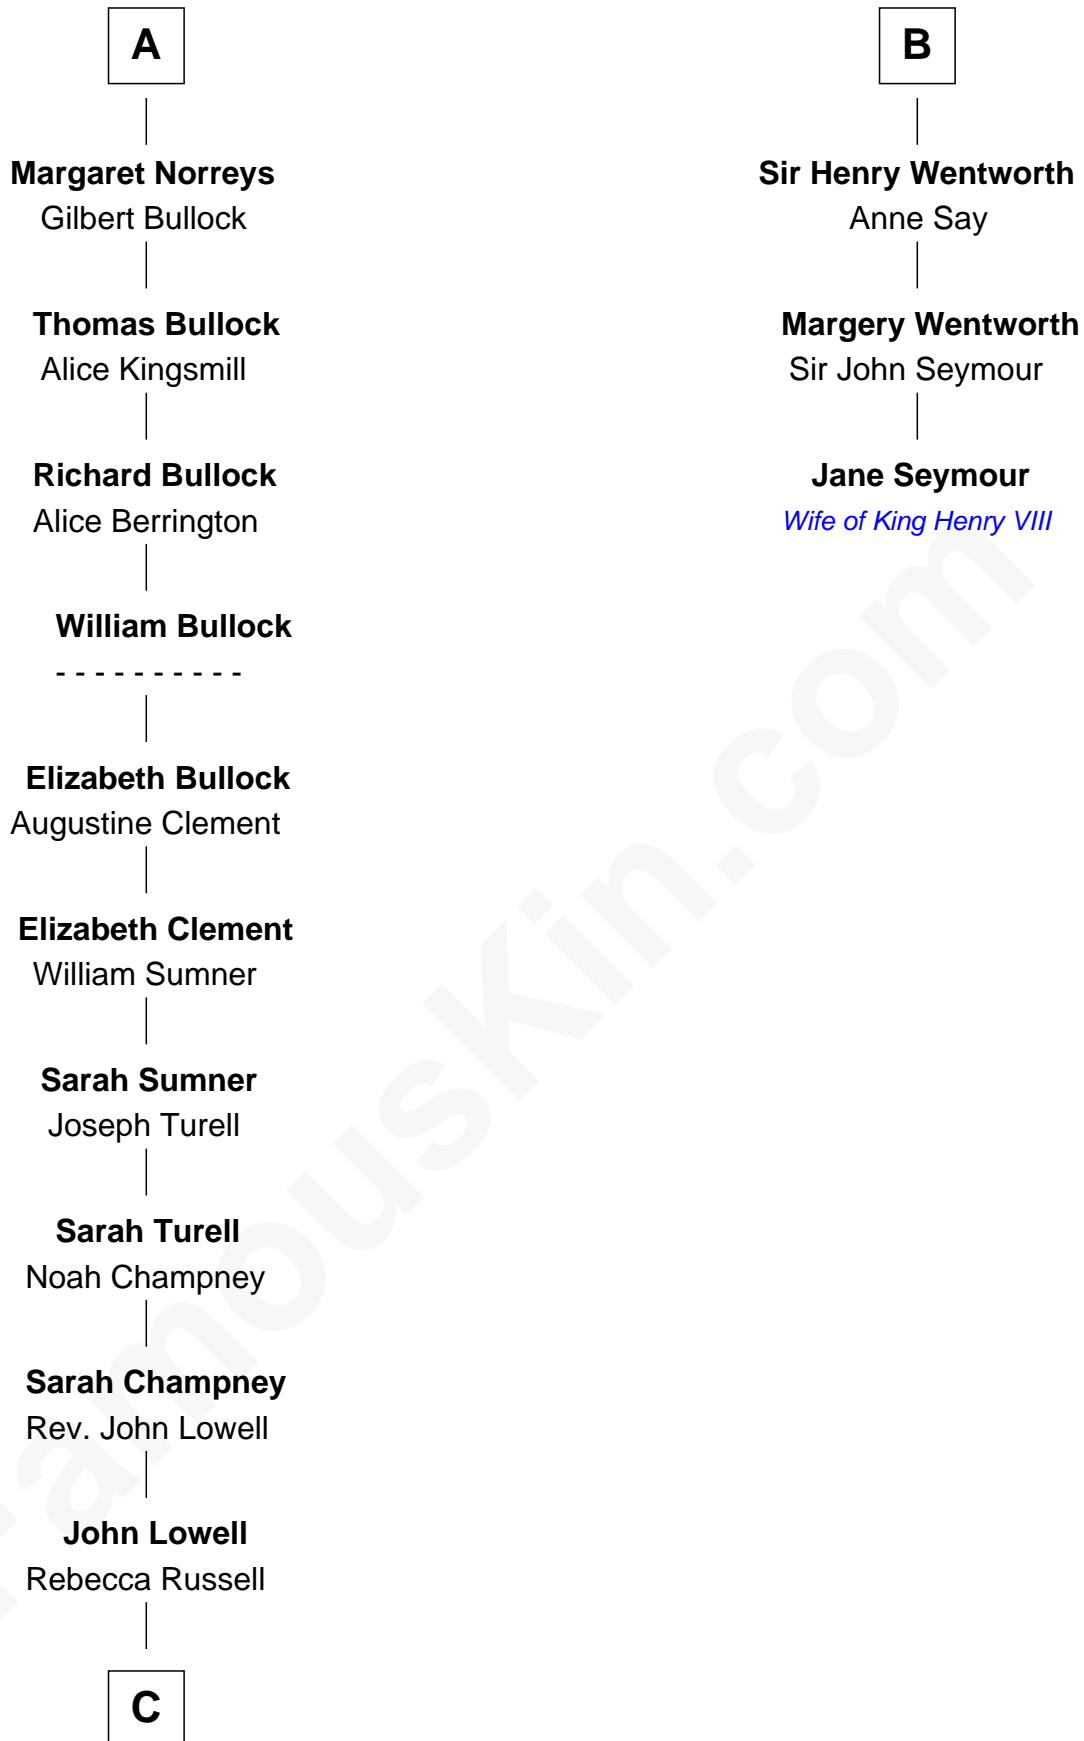 A
Margaret Norreys
Gilbert Bullock
Thomas Bullock
Alice Kingsmill
Richard Bullock
Alice Berrington
William Bullock
- - - - - - - - - -
Elizabeth Bullock
Augustine Clement
Elizabeth Clement
William Sumner
Sarah Sumner
Joseph Turell
Sarah Turell
Noah Champney
Sarah Champney
Rev. John Lowell
John Lowell
Rebecca Russell
C
B
Sir Henry Wentworth
Anne Say
Margery Wentworth
Sir John Seymour
Jane Seymour
Wife of King Henry VIII
FamousKin.com